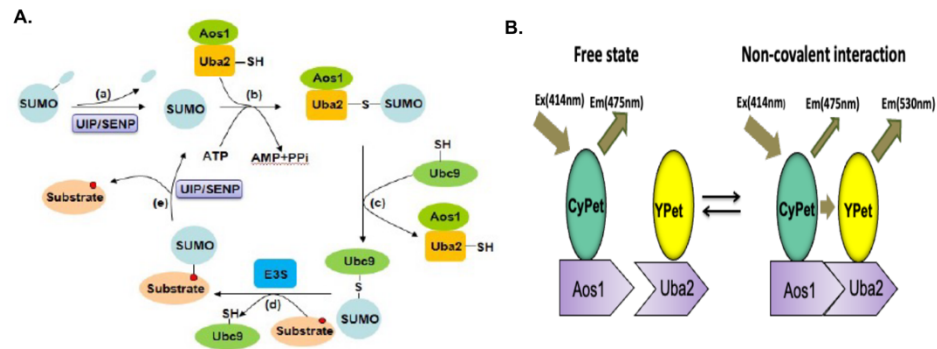 A.
Aos1
Uba2
SH
SUMO
(a)
UIP/SENP
SUMO
(b)
ATP
AMP+PPi
Aos1
Uba2
S
SUMO
SH
Ubc9
(c)
Aos1
Uba2
SH
Substrate
(e)
UIP/SENP
SUMO
Substrate
E3S
(d)
SH
Ubc9
Substrate
Ubc9
S
SUMO
B.
Free state
Non-covalent interaction
Ex(414nm)
Em(475nm)
Ex(414nm)
Em(475nm)
Em(530nm)
CyPet
YPet
CyPet
YPet
Aos1
Uba2
Aos1
Uba2